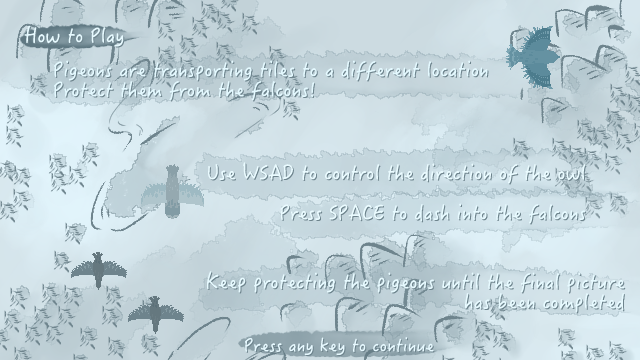 How to Play
Pigeons are transporting tiles to a different location
Protect them from the falcons!
Use WSAD to control the direction of the owl
Press SPACE to dash into the falcons
Keep protecting the pigeons until the final picture
has been completed
Press any key to continue